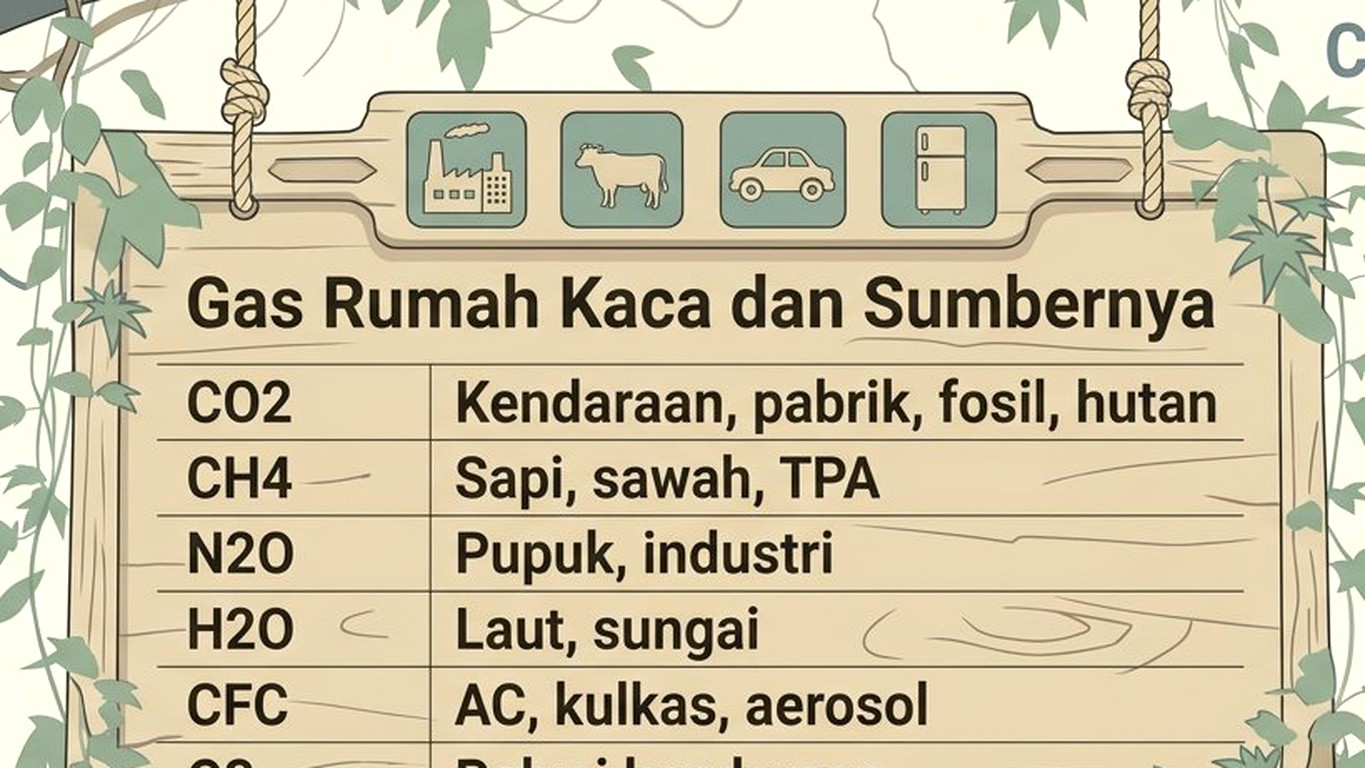 Gas Rumah Kaca dan Sumbernya
CO2 Kendaraan, pabrik, fosil, hutan
CH4 Sapi, sawah, TPA
N2O Pupuk, industri
H2O Laut, sungai
CFC AC, kulkas, aerosol